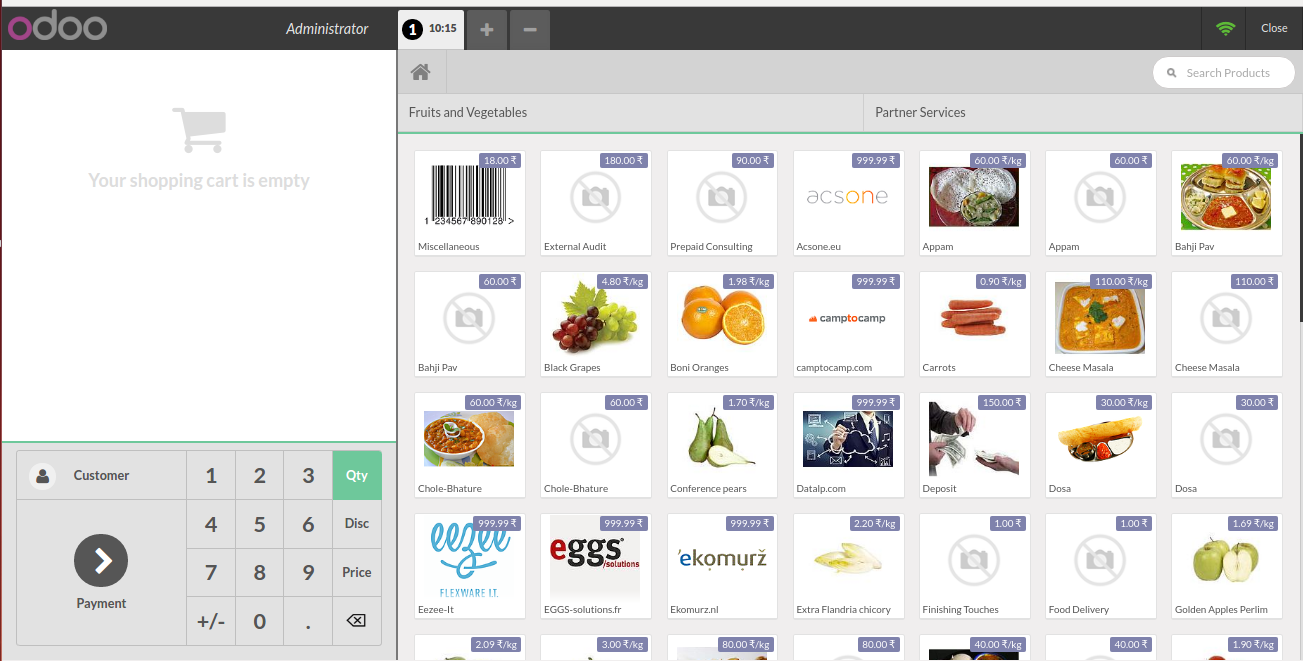 odoo
Administrator
1 10:15
Close
Search Products
Fruits and Vegetables
Partner Services
Your shopping cart is empty
18.00 ₹
1 234567 890128 >
Miscellaneous
180.00 ₹
External Audit
90.00 ₹
Prepaid Consulting
999.99 ₹
acsone
Acsone.eu
60.00 ₹/kg
Appam
60.00 ₹
Appam
60.00 ₹/kg
Bahji Pav
60.00 ₹
Bahji Pav
4.80 ₹/kg
Black Grapes
1.98 ₹/kg
Boni Oranges
999.99 ₹
camptocamp
camptocamp.com
0.90 ₹/kg
Carrots
110.00 ₹/kg
Cheese Masala
110.00 ₹
Cheese Masala
60.00 ₹/kg
Chole-Bhature
60.00 ₹
Chole-Bhature
1.70 ₹/kg
Conference pears
999.99 ₹
Datalp.com
150.00 ₹
Deposit
30.00 ₹/kg
Dosa
30.00 ₹
Dosa
999.99 ₹
eezee
FLEXWARE LT.
Eezee-It
999.99 ₹
eggs
/solutions
EGGS-solutions.fr
999.99 ₹
'ekomurž
Ekomurz.nl
2.20 ₹/kg
Extra Flandria chicory
1.00 ₹
Finishing Touches
1.00 ₹
Food Delivery
1.69 ₹/kg
Golden Apples Perlim
2.09 ₹/kg
3.00 ₹/kg
80.00 ₹/kg
80.00 ₹
40.00 ₹/kg
40.00 ₹
1.90 ₹/kg
Customer
1 2 3 Qty
4 5 6 Disc
7 8 9 Price
Payment
+/- 0 .